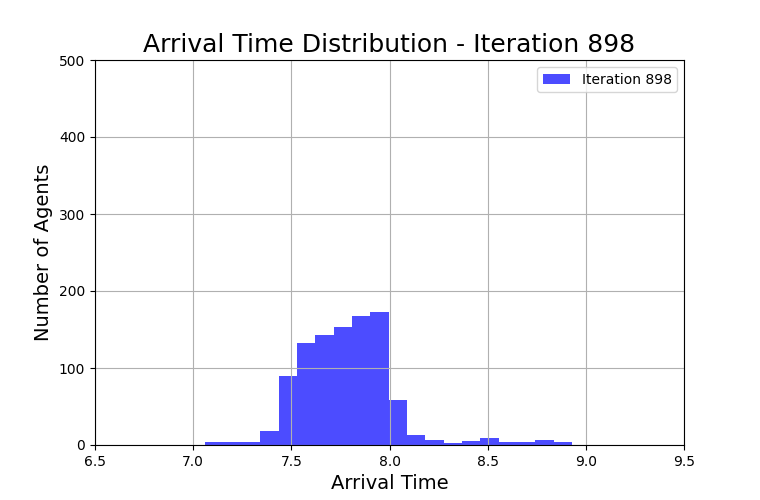 Arrival Time Distribution - Iteration 898
Iteration 898
500
400
300
200
100
0
Number of Agents
6.5 7.0 7.5 8.0 8.5 9.0 9.5
Arrival Time